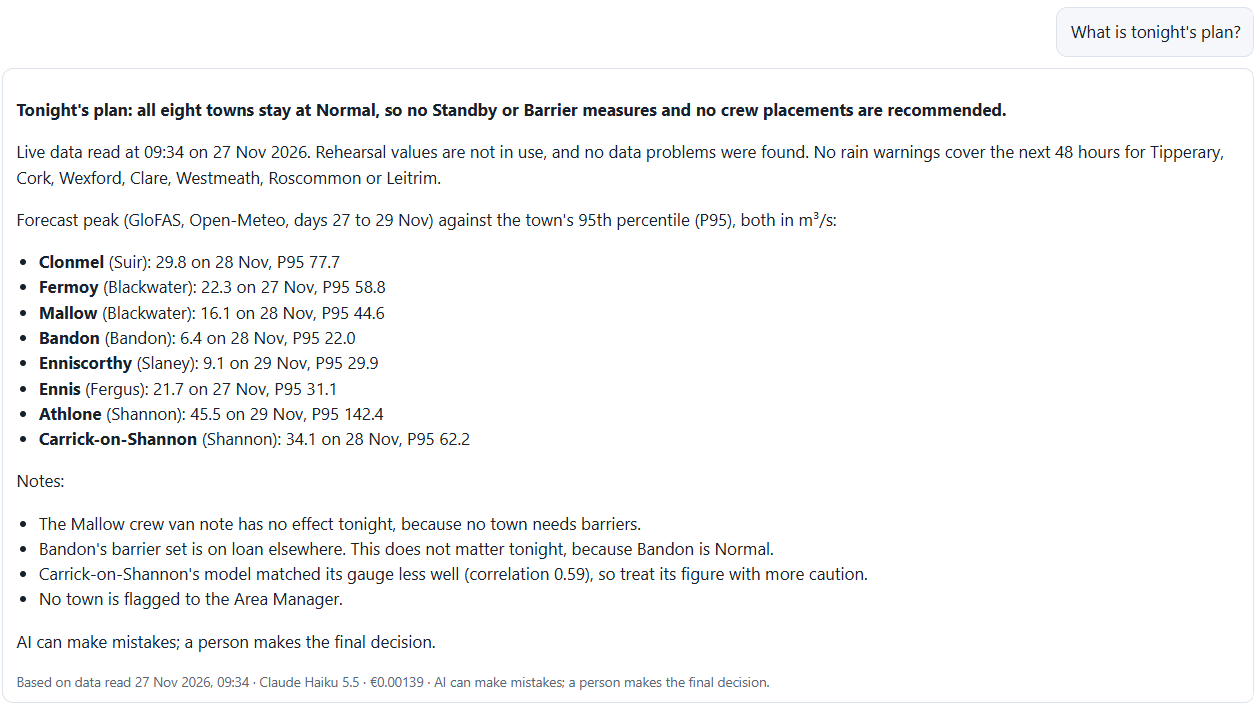 What is tonight's plan?
Tonight's plan: all eight towns stay at Normal, so no Standby or Barrier measures and no crew placements are recommended.
Live data read at 09:34 on 27 Nov 2026. Rehearsal values are not in use, and no data problems were found. No rain warnings cover the next 48 hours for Tipperary,
Cork, Wexford, Clare, Westmeath, Roscommon or Leitrim.
Forecast peak (GloFAS, Open-Meteo, days 27 to 29 Nov) against the town's 95th percentile (P95), both in m³/s:
• Clonmel (Suir): 29.8 on 28 Nov, P95 77.7
• Fermoy (Blackwater): 22.3 on 27 Nov, P95 58.8
• Mallow (Blackwater): 16.1 on 28 Nov, P95 44.6
• Bandon (Bandon): 6.4 on 28 Nov, P95 22.0
• Enniscorthy (Slaney): 9.1 on 29 Nov, P95 29.9
• Ennis (Fergus): 21.7 on 27 Nov, P95 31.1
• Athlone (Shannon): 45.5 on 29 Nov, P95 142.4
• Carrick-on-Shannon (Shannon): 34.1 on 28 Nov, P95 62.2
Notes:
• The Mallow crew van note has no effect tonight, because no town needs barriers.
• Bandon's barrier set is on loan elsewhere. This does not matter tonight, because Bandon is Normal.
• Carrick-on-Shannon's model matched its gauge less well (correlation 0.59), so treat its figure with more caution.
• No town is flagged to the Area Manager.
AI can make mistakes; a person makes the final decision.
Based on data read 27 Nov 2026, 09:34 · Claude Haiku 5.5 · €0.00139 · AI can make mistakes; a person makes the final decision.